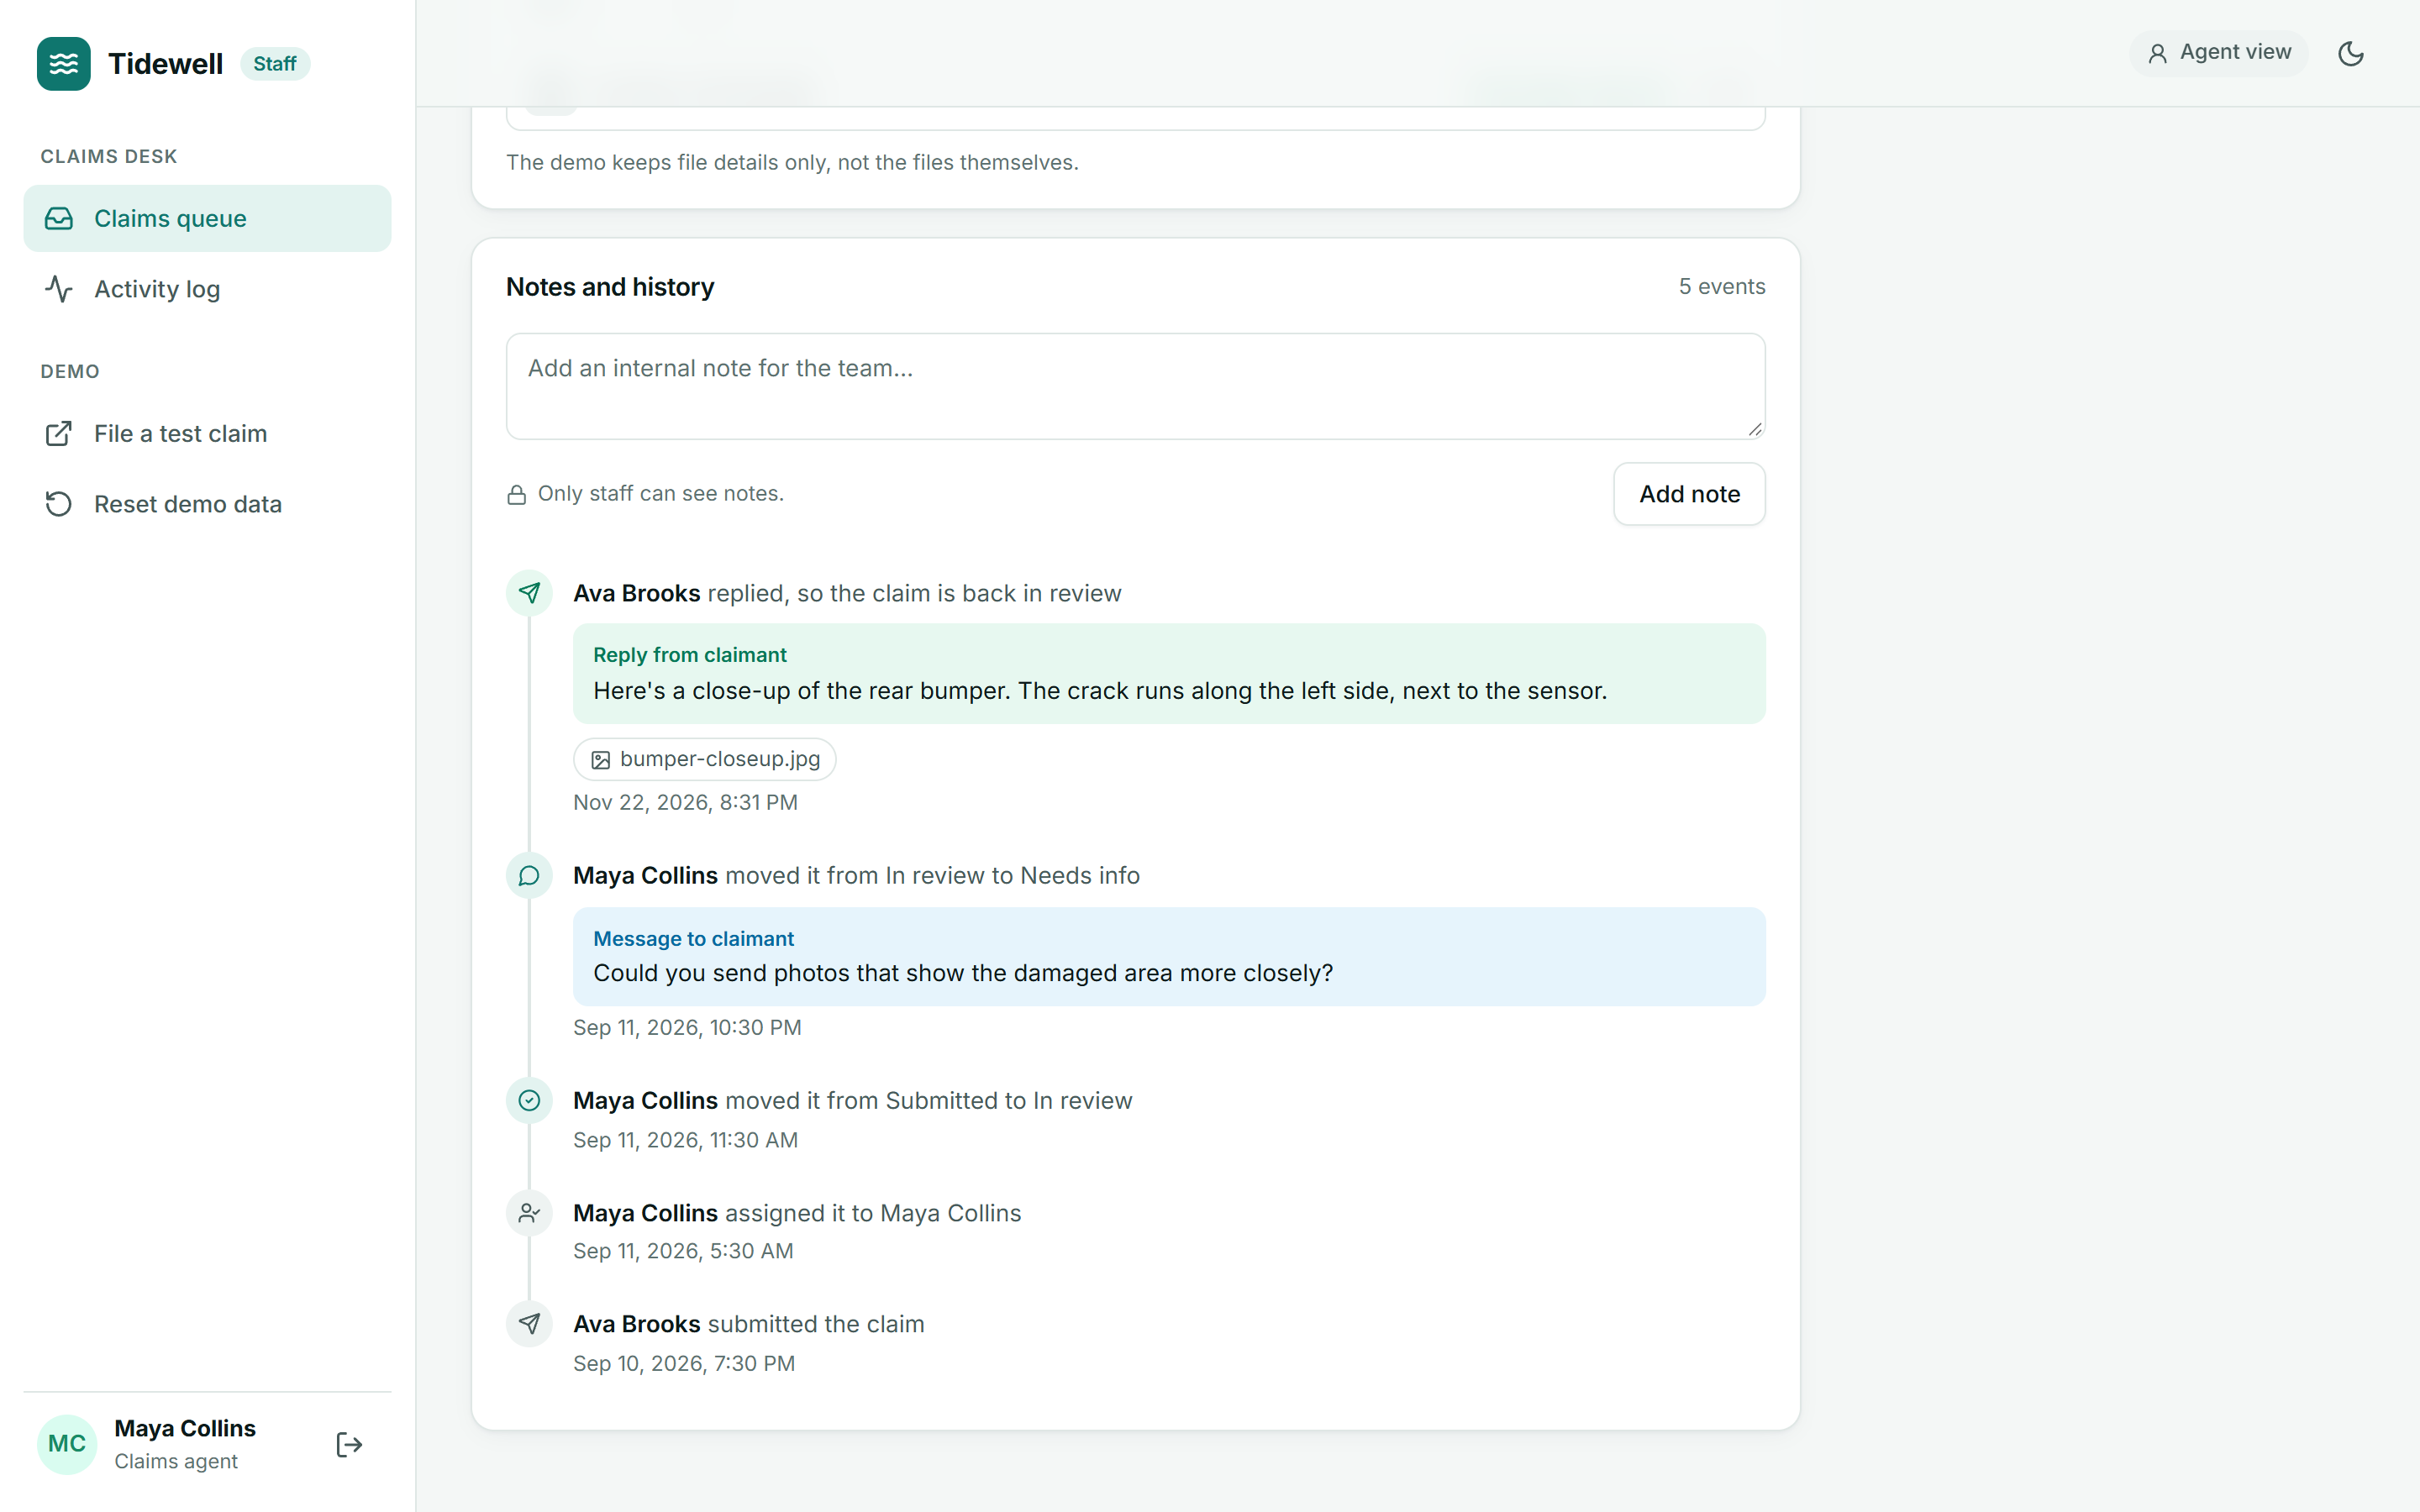 Tidewell Staff
CLAIMS DESK
Claims queue
Activity log
DEMO
File a test claim
Reset demo data
MC
Maya Collins
Claims agent
Agent view
The demo keeps file details only, not the files themselves.
Notes and history
5 events
Add an internal note for the team...
Only staff can see notes.
Add note
Ava Brooks replied, so the claim is back in review
Reply from claimant
Here's a close-up of the rear bumper. The crack runs along the left side, next to the sensor.
bumper-closeup.jpg
Nov 22, 2026, 8:31 PM
Maya Collins moved it from In review to Needs info
Message to claimant
Could you send photos that show the damaged area more closely?
Sep 11, 2026, 10:30 PM
Maya Collins moved it from Submitted to In review
Sep 11, 2026, 11:30 AM
Maya Collins assigned it to Maya Collins
Sep 11, 2026, 5:30 AM
Ava Brooks submitted the claim
Sep 10, 2026, 7:30 PM